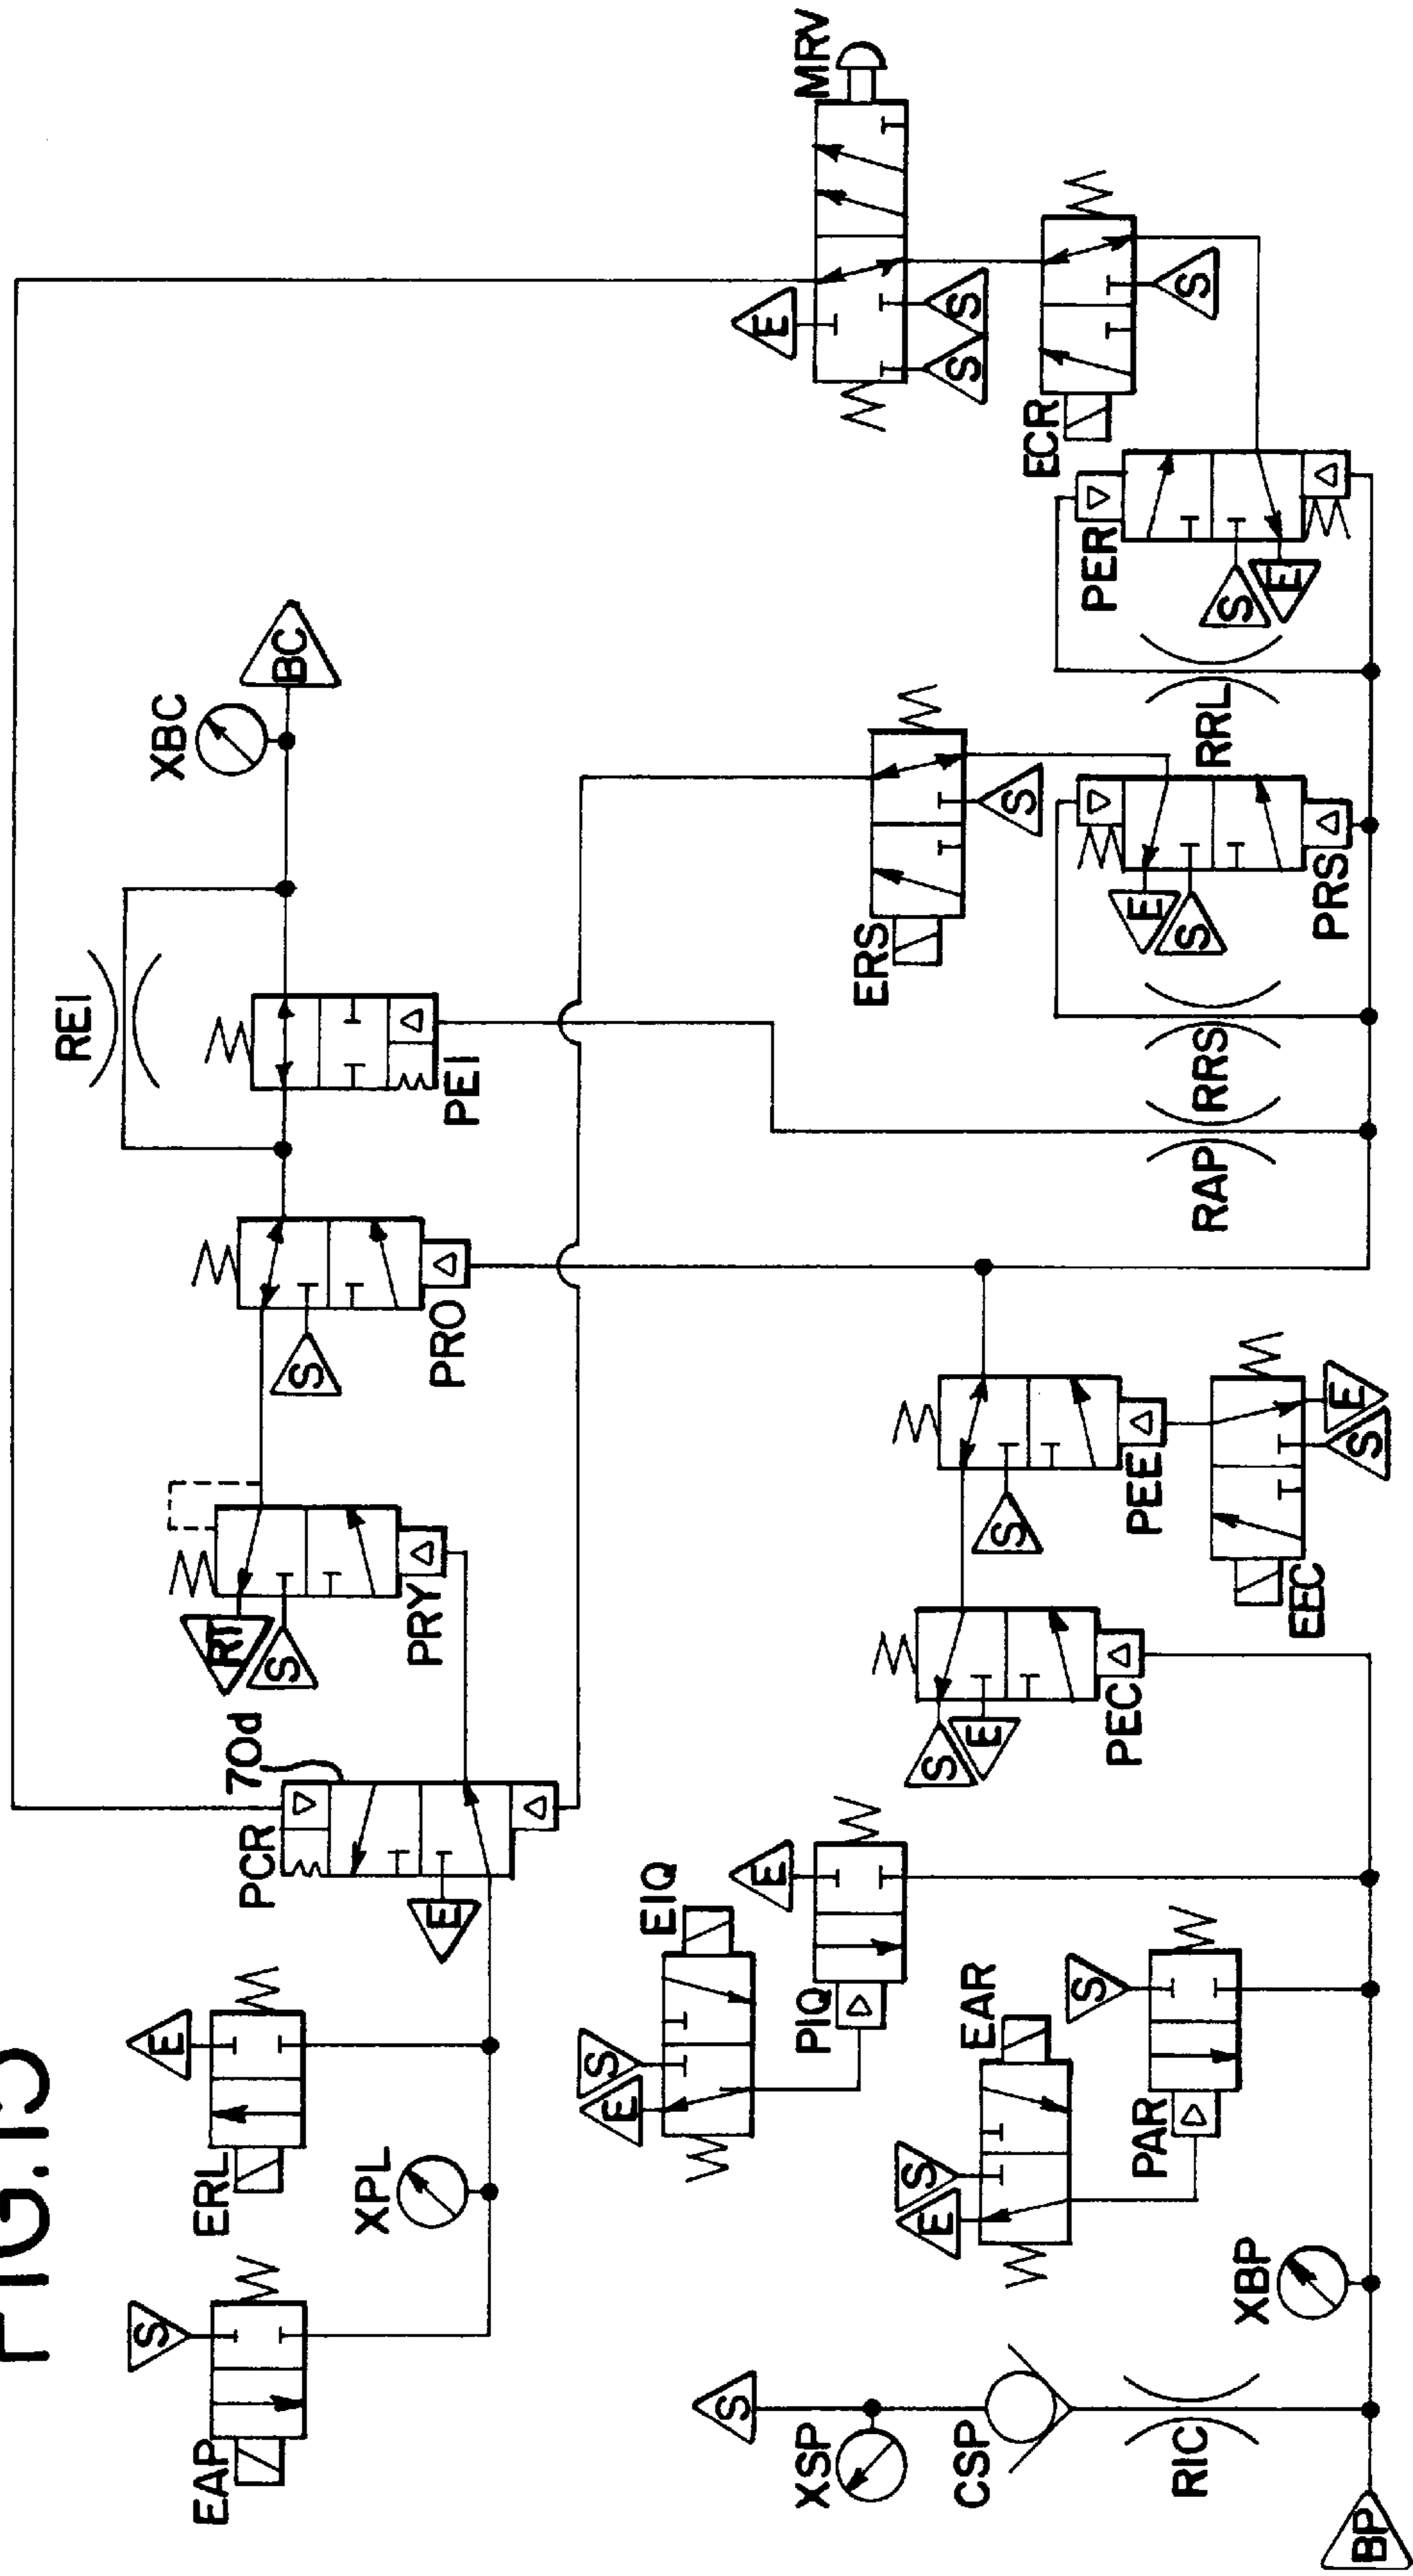 FIG. 15
EAP
S
ERL
E
XPL
PCR
70d
E
PRY
RT
S
PRO
S
REI
PEI
XBC
BC
XSP
S
CSP
RIC
BP
XBP
EAR
E
S
PAR
S
EIQ
E
S
PIQ
E
PEC
S
E
PEE
S
EEC
E
S
RAP
RRS
PRS
E
S
ERS
S
RRL
PER
S
E
ECR
S
MRV
E
S
S